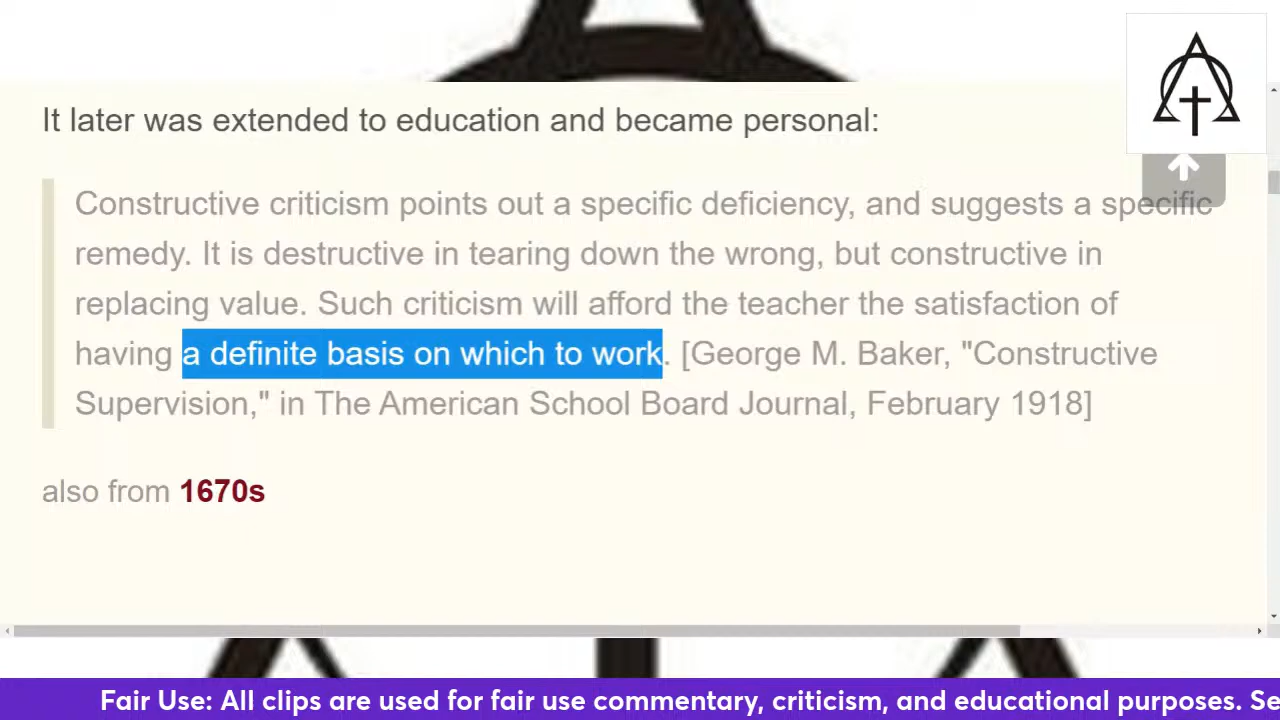 It later was extended to education and became personal:
Constructive criticism points out a specific deficiency, and suggests a specific
remedy. It is destructive in tearing down the wrong, but constructive in
replacing value. Such criticism will afford the teacher the satisfaction of
having a definite basis on which to work. [George M. Baker, "Constructive
Supervision," in The American School Board Journal, February 1918]
also from 1670s
Fair Use: All clips are used for fair use commentary, criticism, and educational purposes. Se